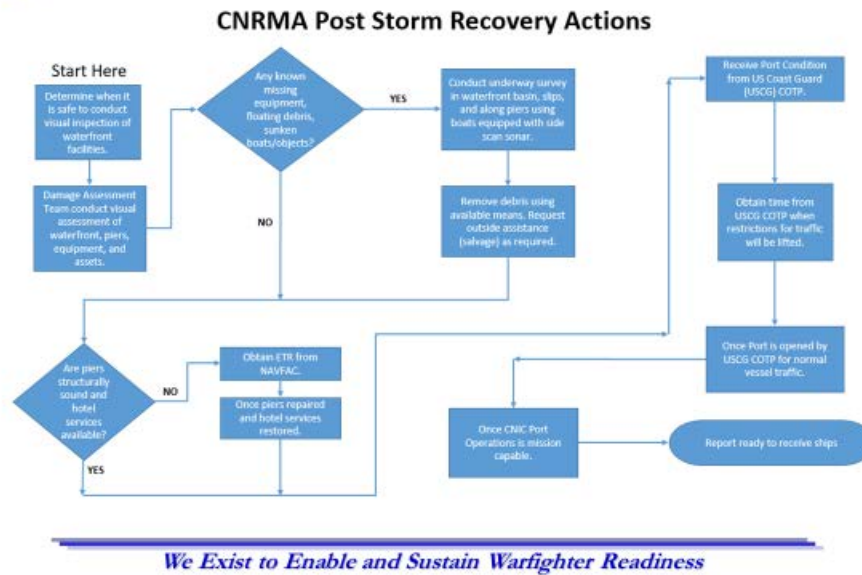 CNRMA Post Storm Recovery Actions
Start Here
Determine when it
is safe to conduct
visual inspection of
waterfront
facilities.
Damage Assessment
Team conduct visual
assessment of
waterfront, piers,
equipment, and
assets.
Any known
missing
equipment,
floating debris,
sunken
boats/objects?
YES
NO
Conduct underway survey
in waterfront basin, slips,
and along piers using
boats equipped with side
scan sonar.
Remove debris using
available means. Request
outside assistance
(salvage) as required.
Are piers
structurally
sound and
hotel
services
available?
NO
YES
Obtain ETR from
NAVFAC.
Once piers repaired
and hotel services
restored.
Receive Port Condition
from US Coast Guard
(USCG) COTP.
Obtain time from
USCG COTP when
restrictions for traffic
will be lifted.
Once Port is opened by
USCG COTP for normal
vessel traffic.
Once CNIC Port
Operations is mission
capable.
Report ready to receive ships
We Exist to Enable and Sustain Warfighter Readiness